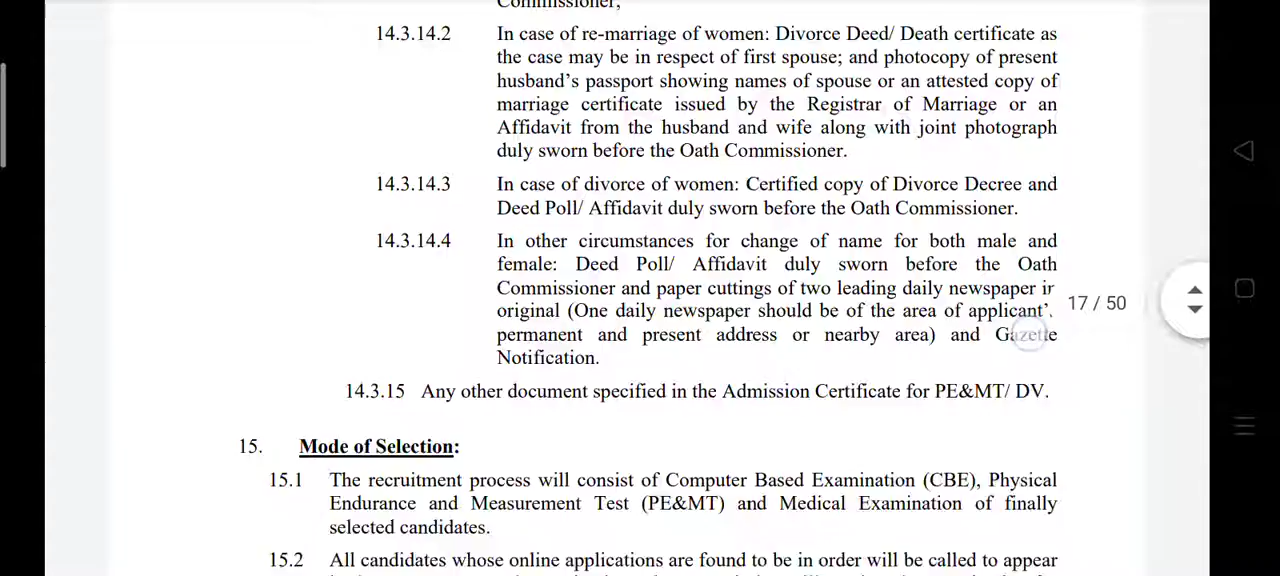 Commissioner;
14.3.14.2 In case of re-marriage of women: Divorce Deed/ Death certificate as
the case may be in respect of first spouse; and photocopy of present
husband's passport showing names of spouse or an attested copy of
marriage certificate issued by the Registrar of Marriage or an
Affidavit from the husband and wife along with joint photograph
duly sworn before the Oath Commissioner.
14.3.14.3 In case of divorce of women: Certified copy of Divorce Decree and
Deed Poll/ Affidavit duly sworn before the Oath Commissioner.
14.3.14.4 In other circumstances for change of name for both male and
female: Deed Poll/ Affidavit duly sworn before the Oath
Commissioner and paper cuttings of two leading daily newspaper in
original (One daily newspaper should be of the area of applicant'
17 / 50
permanent and present address or nearby area) and Gazette
Notification.
14.3.15 Any other document specified in the Admission Certificate for PE&MT/ DV.
15. Mode of Selection:
15.1 The recruitment process will consist of Computer Based Examination (CBE), Physical
Endurance and Measurement Test (PE&MT) and Medical Examination of finally
selected candidates.
15.2 All candidates whose online applications are found to be in order will be called to appear